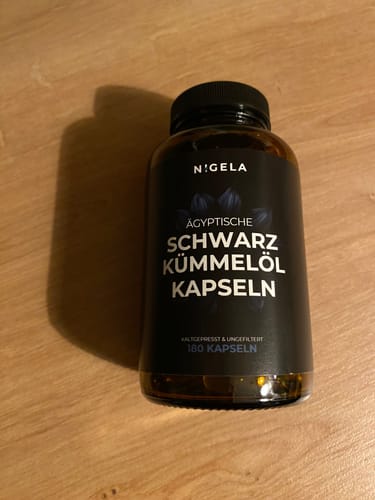 N!GELA
ÄGYPTISCHE
SCHWARZ
KÜMMELÖL
KAPSELN
KALTGEPRESST & UNGEFILTERT
180 KAPSELN